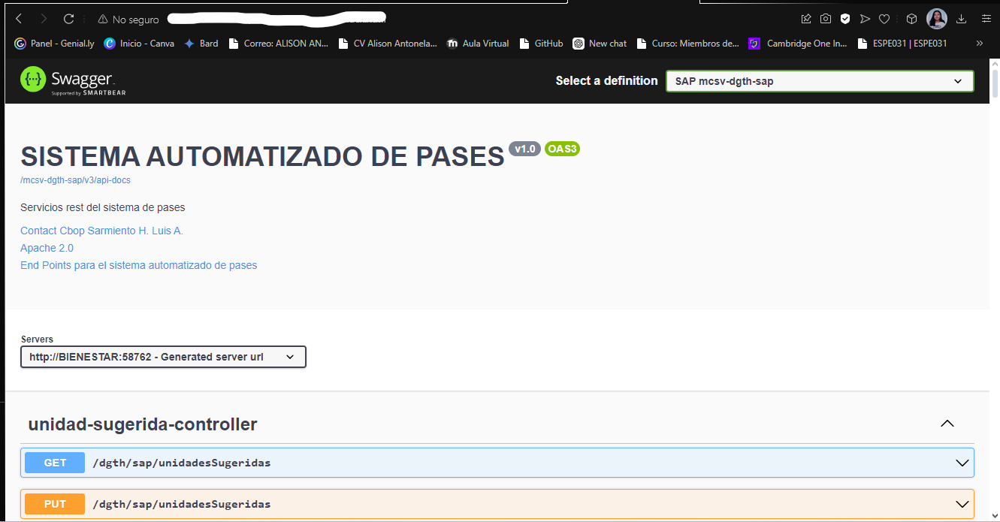 No seguro
Panel - Genial.ly Inicio - Canva Bard Correo: ALISON AN... CV Alison Antonela... Aula Virtual GitHub New chat Curso: Miembros de... Cambridge One In... ESPE031 | ESPE031 »
{··} Swagger. Select a definition SAP mcsv-dgth-sap
Supported by SMARTBEAR
SISTEMA AUTOMATIZADO DE PASES v1.0 OAS3
/mcsv-dgth-sap/v3/api-docs
Servicios rest del sistema de pases
Contact Cbop Sarmiento H. Luis A.
Apache 2.0
End Points para el sistema automatizado de pases
Servers
http://BIENESTAR:58762 - Generated server url
unidad-sugerida-controller
GET /dgth/sap/unidadesSugeridas
PUT /dgth/sap/unidadesSugeridas